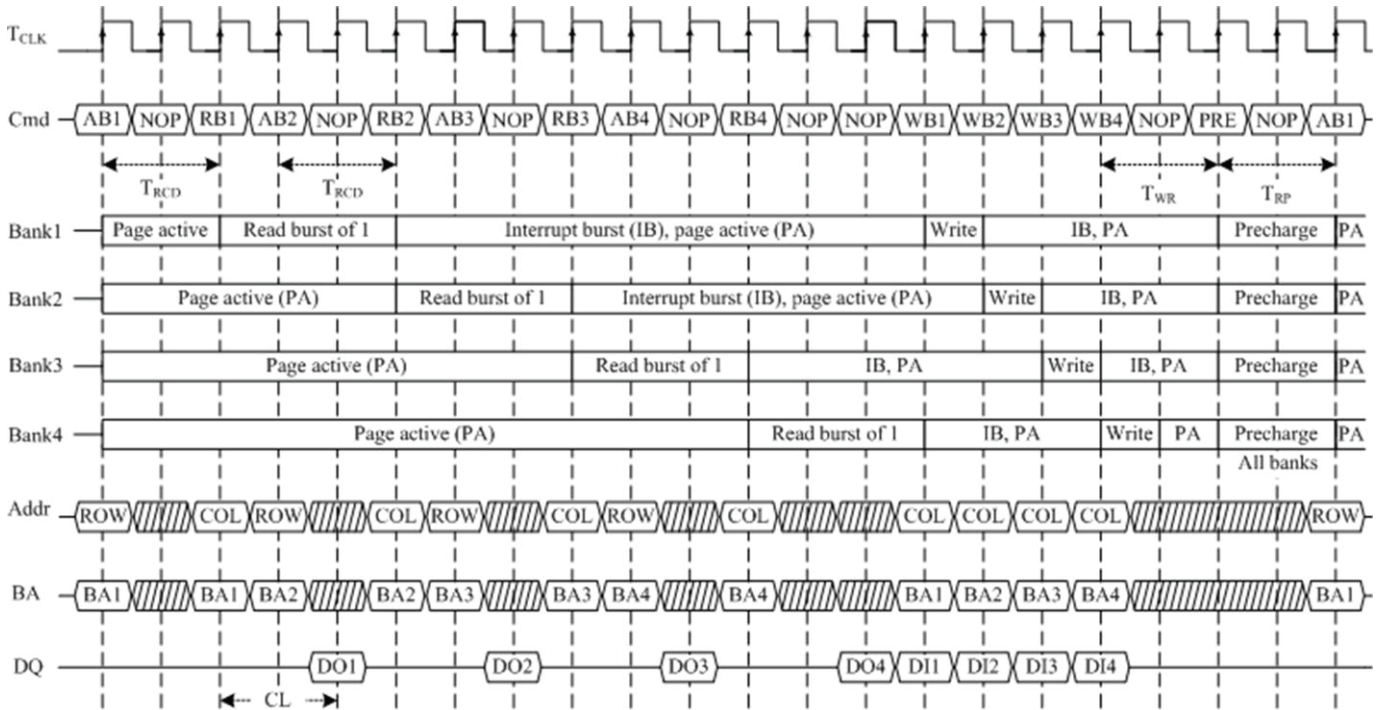 T_CLK
Cmd AB1 NOP RB1 AB2 NOP RB2 AB3 NOP RB3 AB4 NOP RB4 NOP NOP WB1 WB2 WB3 WB4 NOP PRE NOP AB1
T_RCD T_RCD T_WR T_RP
Bank1 Page active Read burst of 1 Interrupt burst (IB), page active (PA) Write IB, PA Precharge PA
Bank2 Page active (PA) Read burst of 1 Interrupt burst (IB), page active (PA) Write IB, PA Precharge PA
Bank3 Page active (PA) Read burst of 1 IB, PA Write IB, PA Precharge PA
Bank4 Page active (PA) Read burst of 1 IB, PA Write PA Precharge PA
All banks
Addr ROW COL ROW COL ROW COL ROW COL COL COL COL COL ROW
BA BA1 BA1 BA2 BA2 BA3 BA3 BA4 BA4 BA1 BA2 BA3 BA4 BA1
DQ DO1 DO2 DO3 DO4 DI1 DI2 DI3 DI4
CL